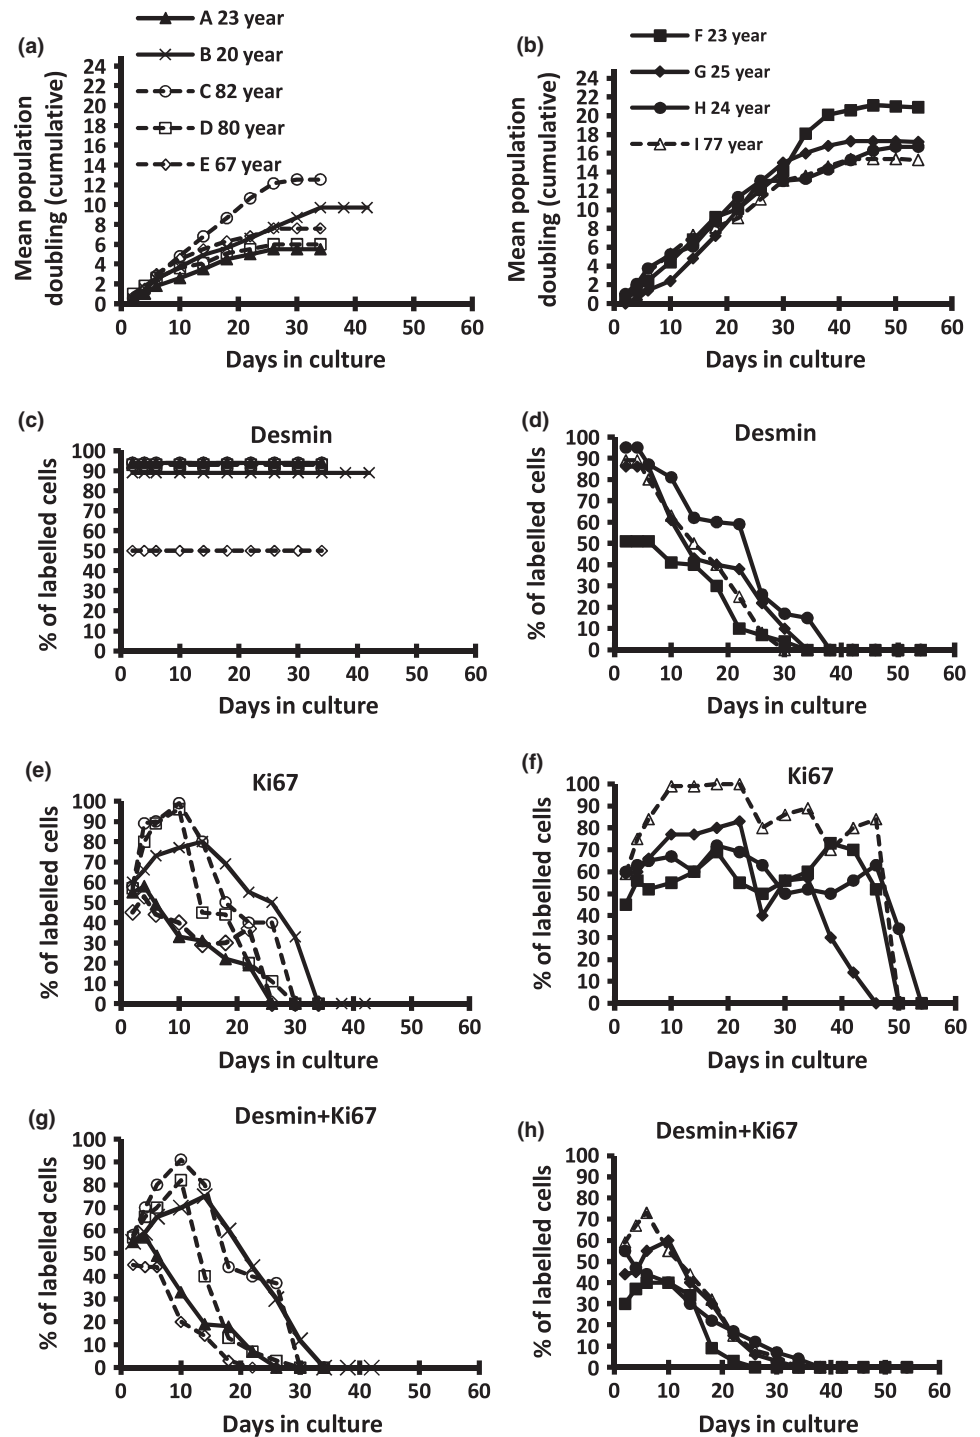 (a)
A 23 year
B 20 year
C 82 year
D 80 year
E 67 year
24
22
20
18
16
14
12
10
8
6
4
2
0
Mean population
doubling (cumulative)
0 10 20 30 40 50 60
Days in culture
(b)
F 23 year
G 25 year
H 24 year
I 77 year
24
22
20
18
16
14
12
10
8
6
4
2
0
Mean population
doubling (cumulative)
0 10 20 30 40 50 60
Days in culture
(c)
Desmin
100
90
80
70
60
50
40
30
20
10
0
% of labelled cells
0 10 20 30 40 50 60
Days in culture
(d)
Desmin
100
90
80
70
60
50
40
30
20
10
0
% of labelled cells
0 10 20 30 40 50 60
Days in culture
(e)
Ki67
100
90
80
70
60
50
40
30
20
10
0
% of labelled cells
0 10 20 30 40 50 60
Days in culture
(f)
Ki67
100
90
80
70
60
50
40
30
20
10
0
% of labelled cells
0 10 20 30 40 50 60
Days in culture
(g)
Desmin+Ki67
100
90
80
70
60
50
40
30
20
10
0
% of labelled cells
0 10 20 30 40 50 60
Days in culture
(h)
Desmin+Ki67
100
90
80
70
60
50
40
30
20
10
0
% of labelled cells
0 10 20 30 40 50 60
Days in culture